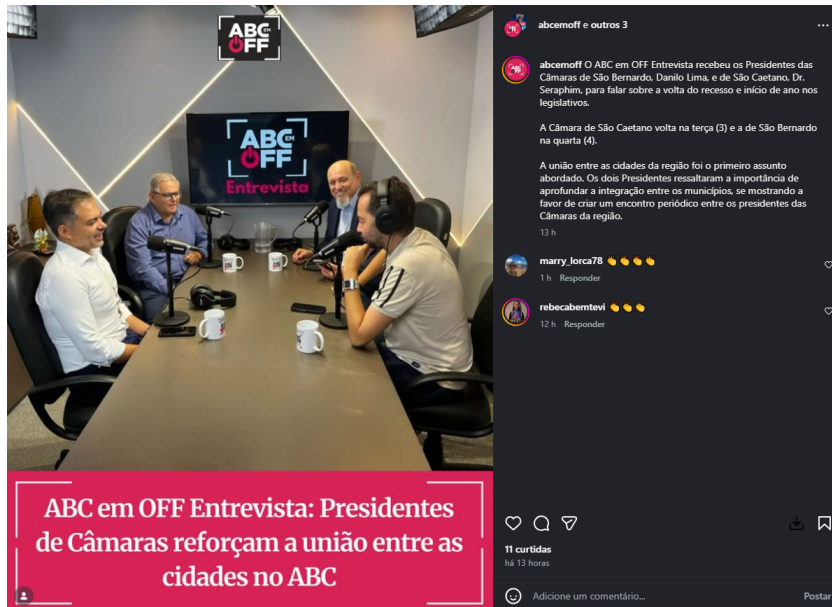 ABC EM
OFF
ABC EM
OFF
Entrevista
ABC em OFF Entrevista: Presidentes
de Câmaras reforçam a união entre as
cidades no ABC
abcemoff e outros 3
abcemoff O ABC em OFF Entrevista recebeu os Presidentes das
Câmaras de São Bernardo, Danilo Lima, e de São Caetano, Dr.
Seraphim, para falar sobre a volta do recesso e início de ano nos
legislativos.
A Câmara de São Caetano volta na terça (3) e a de São Bernardo
na quarta (4).
A união entre as cidades da região foi o primeiro assunto
abordado. Os dois Presidentes ressaltaram a importância de
aprofundar a integração entre os municípios, se mostrando a
favor de criar um encontro periódico entre os presidentes das
Câmaras da região.
13 h
marry_lorca78 👏👏👏👏
1 h Responder
rebecabemtevi 👏👏👏
12 h Responder
11 curtidas
há 13 horas
Adicione um comentário...
Postar